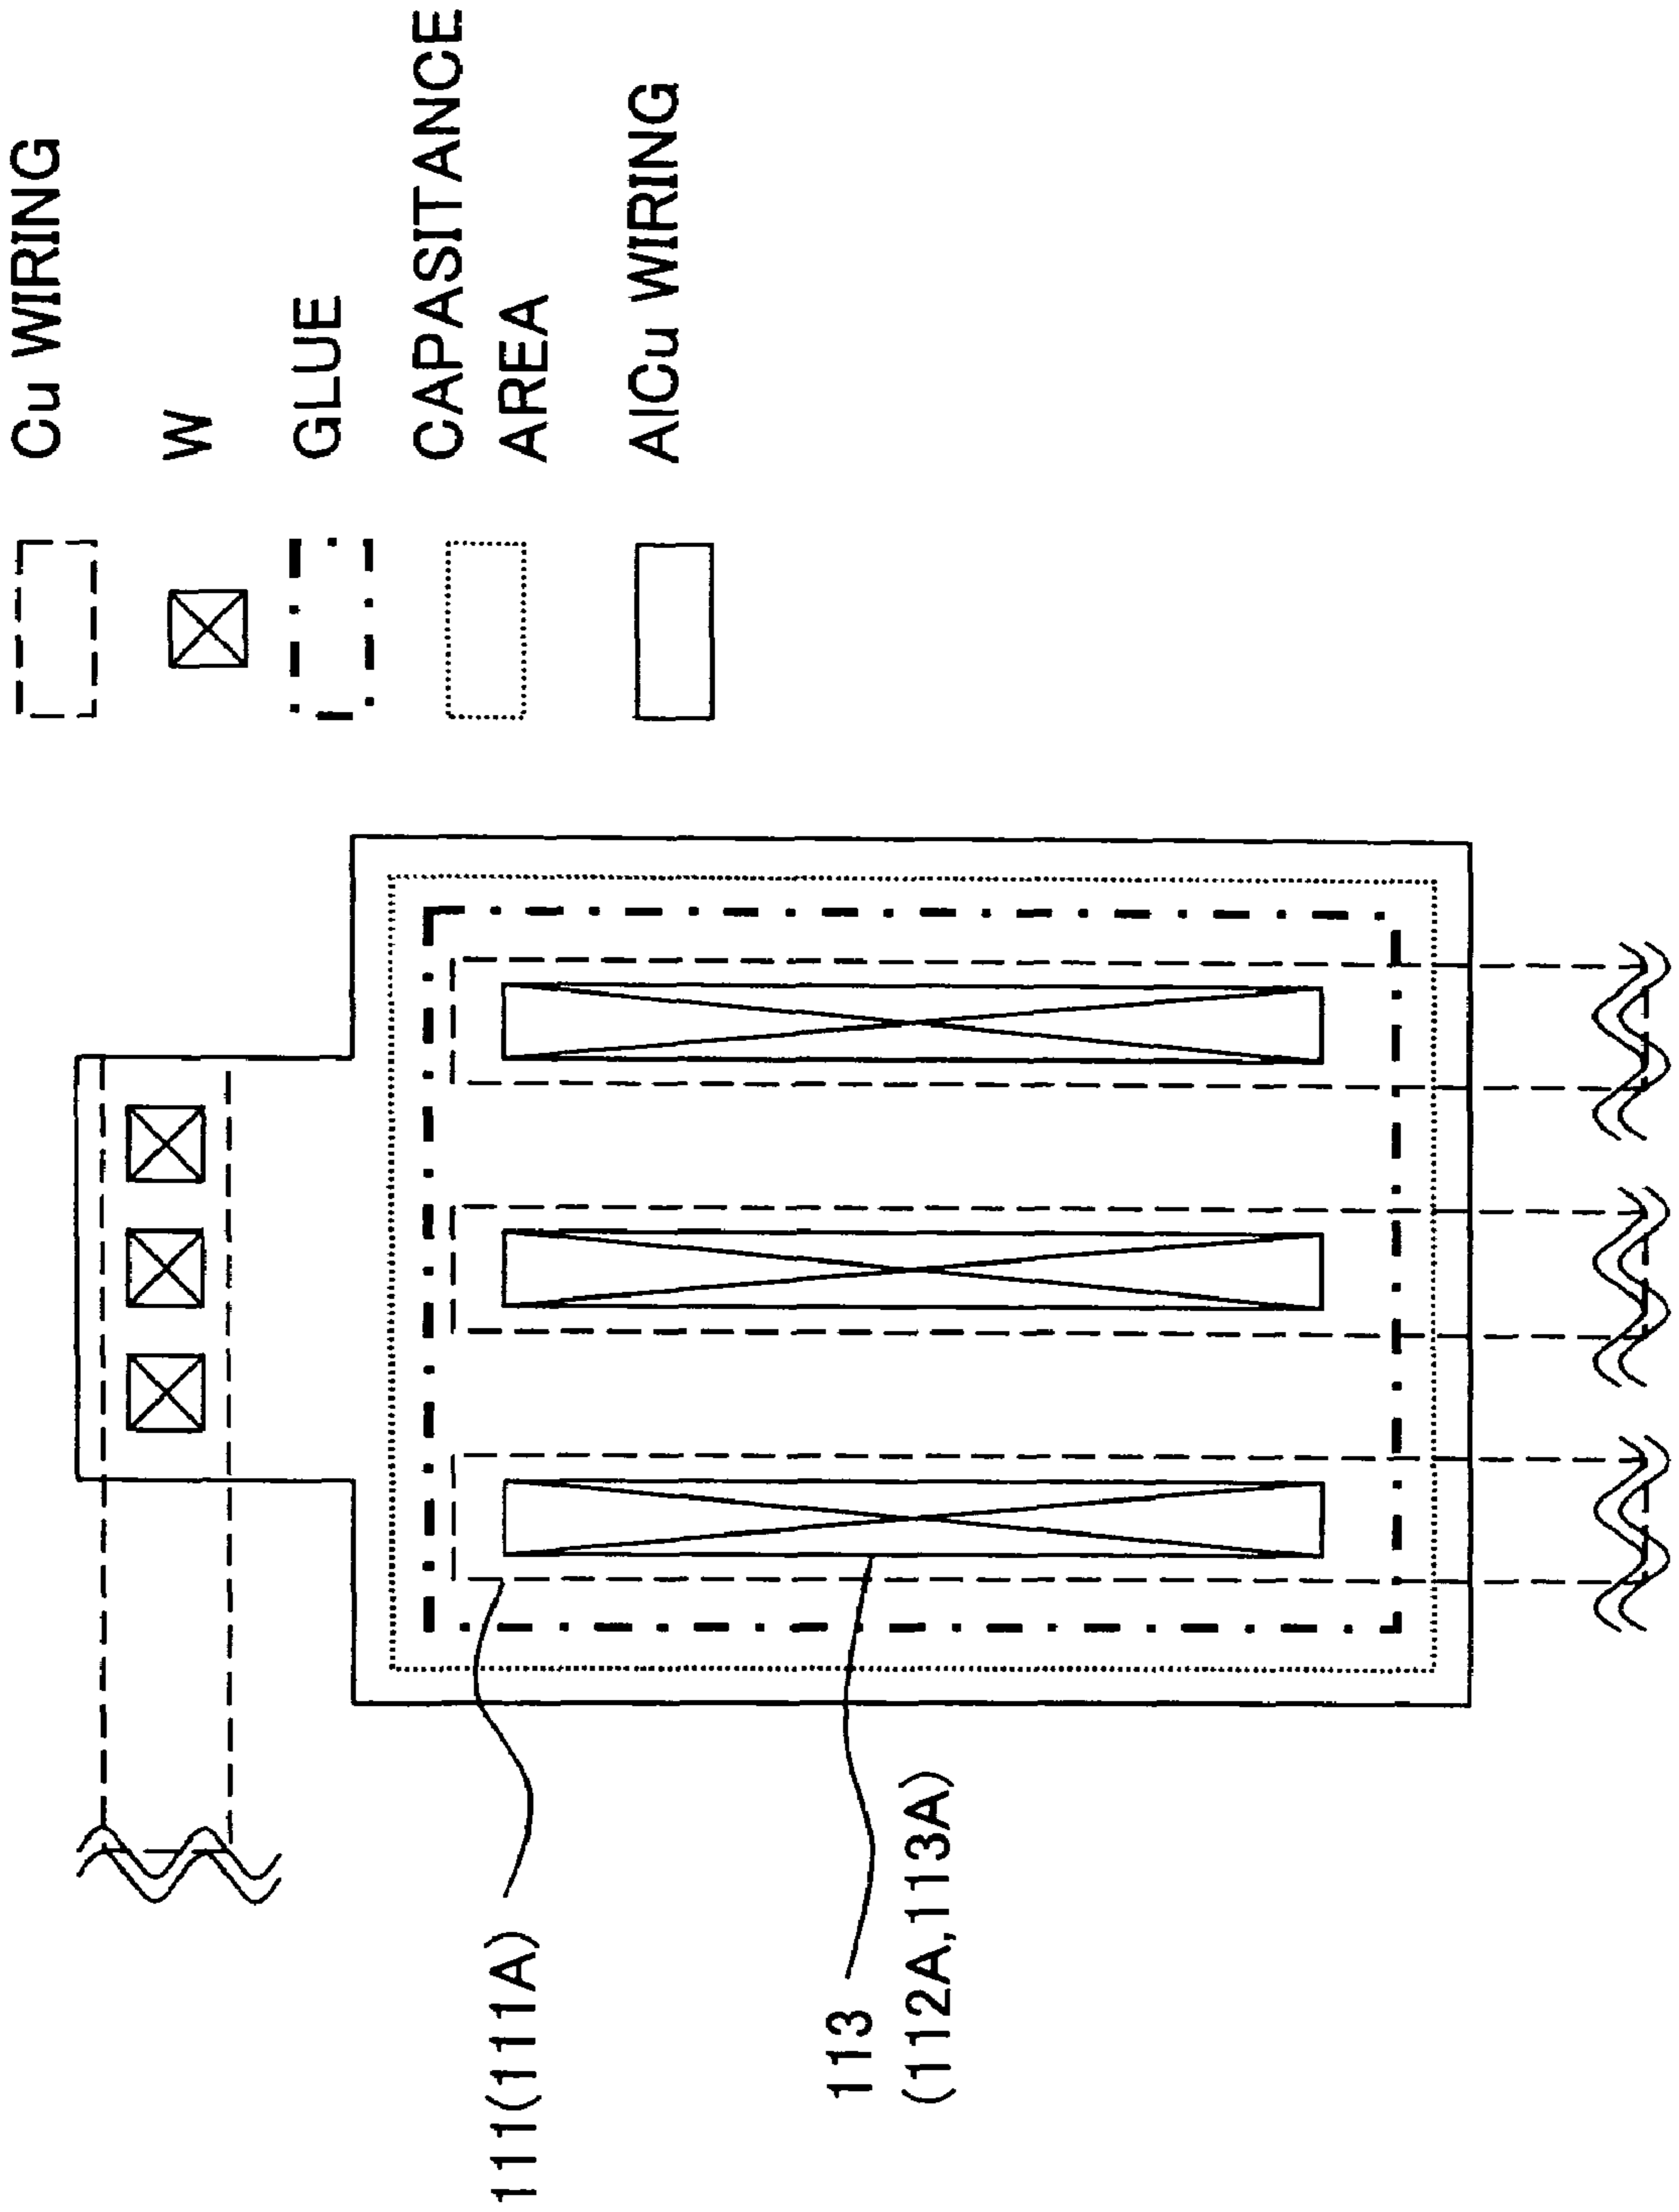 Cu WIRING
W
GLUE
CAPASITANCE
AREA
AlCu WIRING
111(111A)
113
(112A,113A)